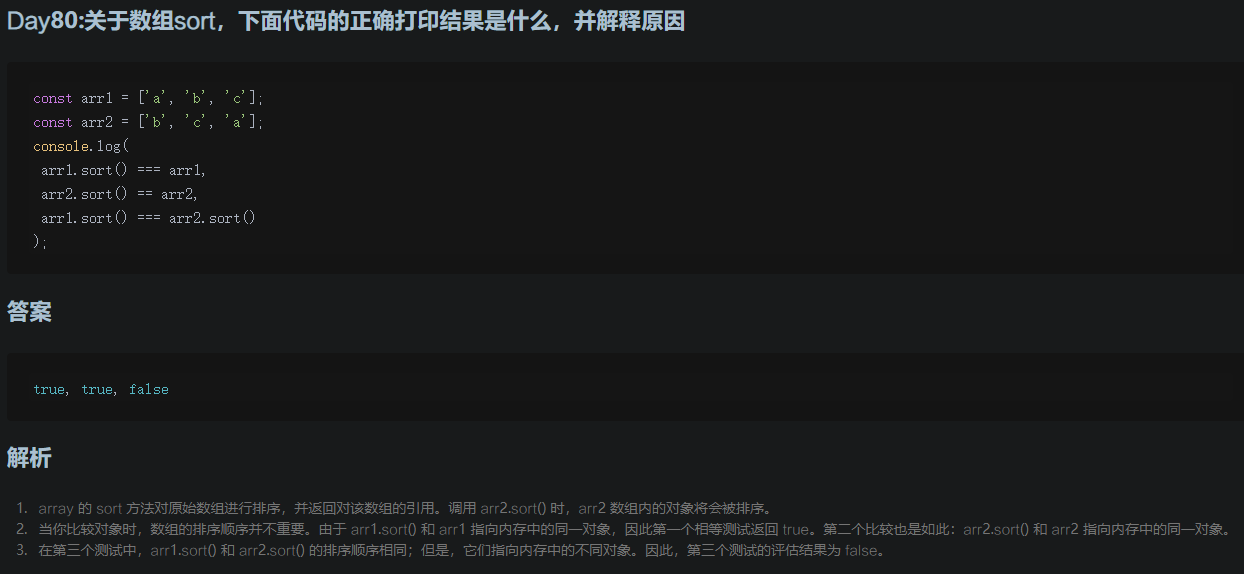 Day80:关于数组sort，下面代码的正确打印结果是什么，并解释原因
const arr1 = ['a', 'b', 'c'];
const arr2 = ['b', 'c', 'a'];
console.log(
 arr1.sort() === arr1,
 arr2.sort() == arr2,
 arr1.sort() === arr2.sort()
);
答案
true, true, false
解析
1. array 的 sort 方法对原始数组进行排序，并返回对该数组的引用。调用 arr2.sort() 时，arr2 数组内的对象将会被排序。
2. 当你比较对象时，数组的排序顺序并不重要。由于 arr1.sort() 和 arr1 指向内存中的同一对象，因此第一个相等测试返回 true。第二个比较也是如此：arr2.sort() 和 arr2 指向内存中的同一对象。
3. 在第三个测试中，arr1.sort() 和 arr2.sort() 的排序顺序相同；但是，它们指向内存中的不同对象。因此，第三个测试的评估结果为 false。